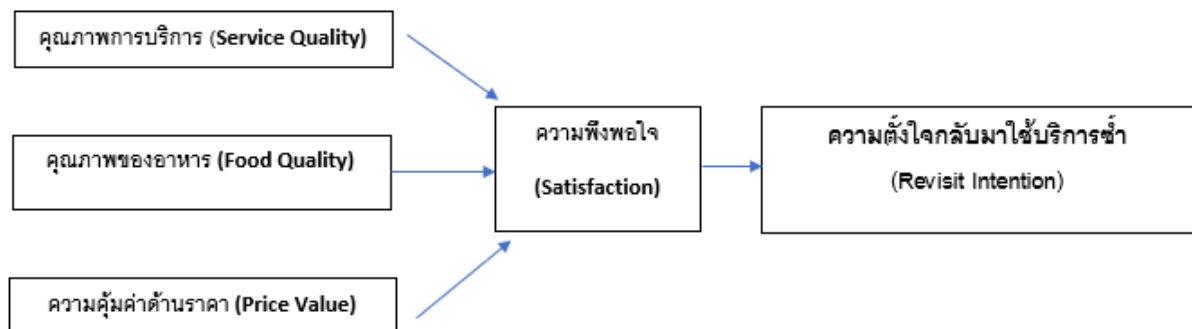 คุณภาพการบริการ (Service Quality)
คุณภาพของอาหาร (Food Quality)
ความคุ้มค่าด้านราคา (Price Value)
ความพึงพอใจ
(Satisfaction)
ความตั้งใจกลับมาใช้บริการซ้ำ
(Revisit Intention)